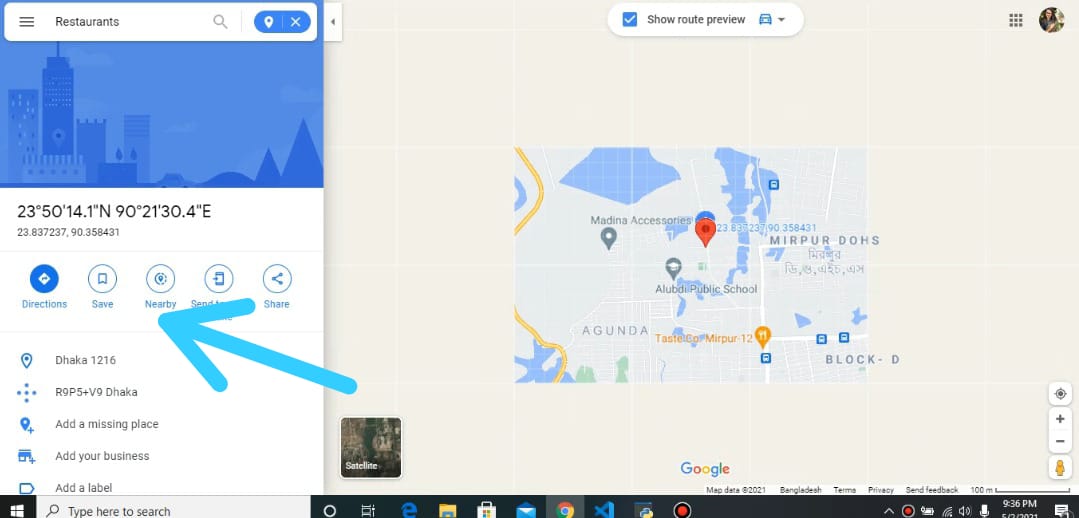 Restaurants
Show route preview
23°50'14.1"N 90°21'30.4"E
23.837237, 90.358431
Directions
Save
Nearby
Send to
Share
Dhaka 1216
R9P5+V9 Dhaka
Add a missing place
Add your business
Add a label
Madina Accessories
23.837237,90.358431
MIRPUR DOHS
মিরপুর
ডি,ও,এইচ,এস
Alubdi Public School
AGUNDA
Taste Co. Mirpur-12
BLOCK- D
Satellite
Google
Map data ©2021 Bangladesh Terms Privacy Send feedback 100 m
Type here to search
9:36 PM
5/2/2021